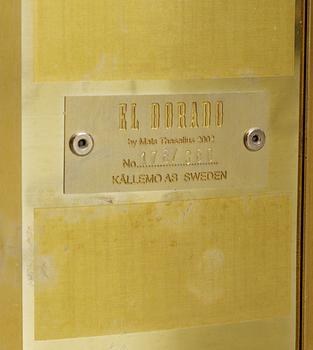 EL DORADO
by Mats Theselius 2002
No.
KÄLLEMO AB SWEDEN